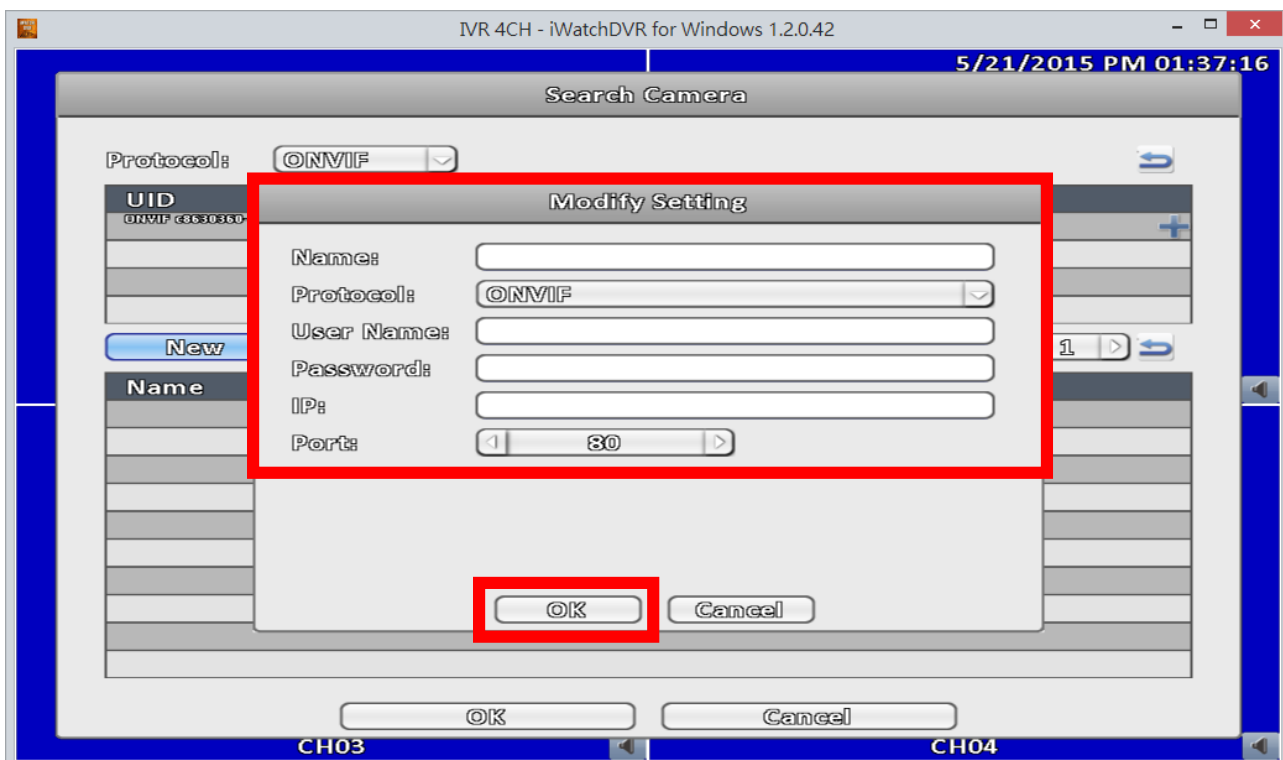 IVR 4CH - iWatchDVR for Windows 1.2.0.42
5/21/2015 PM 01:37:16
Search Camera
Protocol: ONVIF
UID
ONVIF c8630360-
Modify Setting
Name:
Protocol: ONVIF
User Name:
Password:
IP:
Port: 80
New
1
Name
OK Cancel
OK Cancel
CH03 CH04